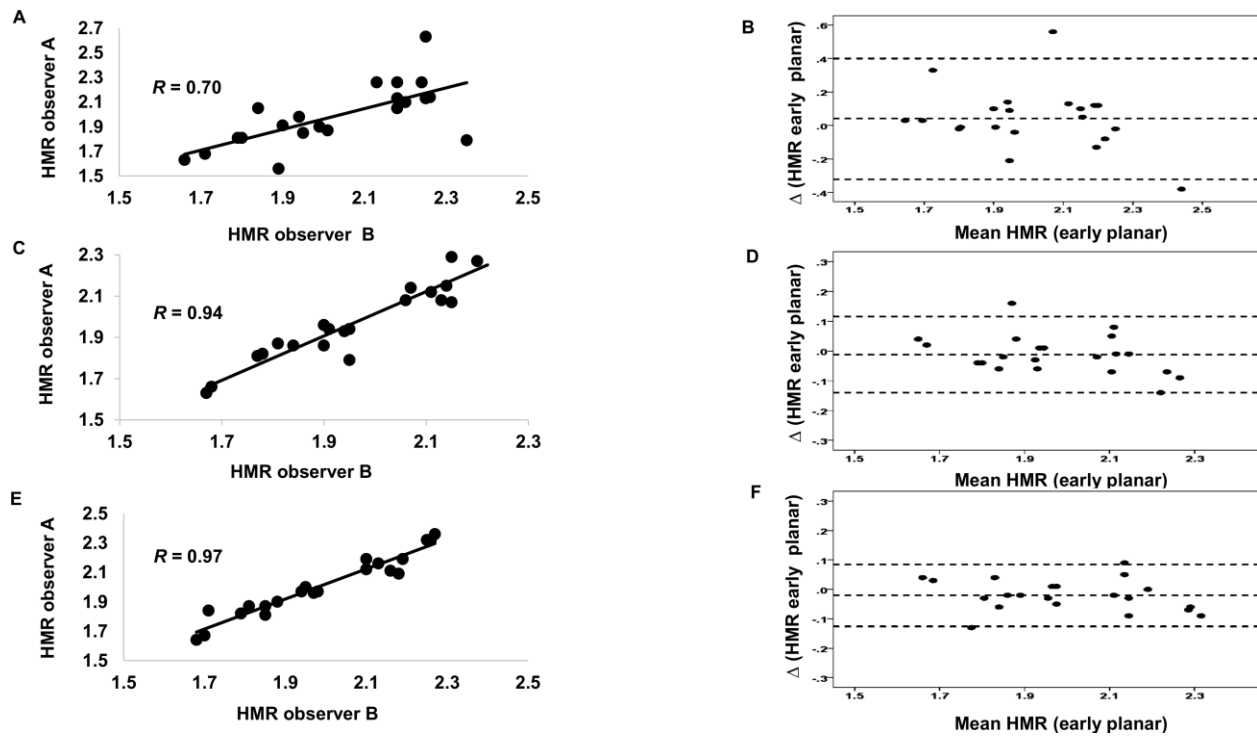 A
HMR observer A
2.7
2.5
2.3
2.1
1.9
1.7
1.5
R = 0.70
1.5 1.7 1.9 2.1 2.3 2.5
HMR observer B
B
Δ (HMR early planar)
.6
.4
.2
.0
-.2
-.4
1.5 1.7 1.9 2.1 2.3 2.5
Mean HMR (early planar)
C
HMR observer A
2.3
2.1
1.9
1.7
1.5
R = 0.94
1.5 1.7 1.9 2.1 2.3
HMR observer B
D
Δ (HMR early planar)
.3
.2
.1
.0
-.1
-.2
-.3
1.5 1.7 1.9 2.1 2.3
Mean HMR (early planar)
E
HMR observer A
2.5
2.3
2.1
1.9
1.7
1.5
R = 0.97
1.5 1.7 1.9 2.1 2.3 2.5
HMR observer B
F
Δ (HMR early planar)
.3
.2
.1
.0
-.1
-.2
-.3
1.5 1.7 1.9 2.1 2.3
Mean HMR (early planar)